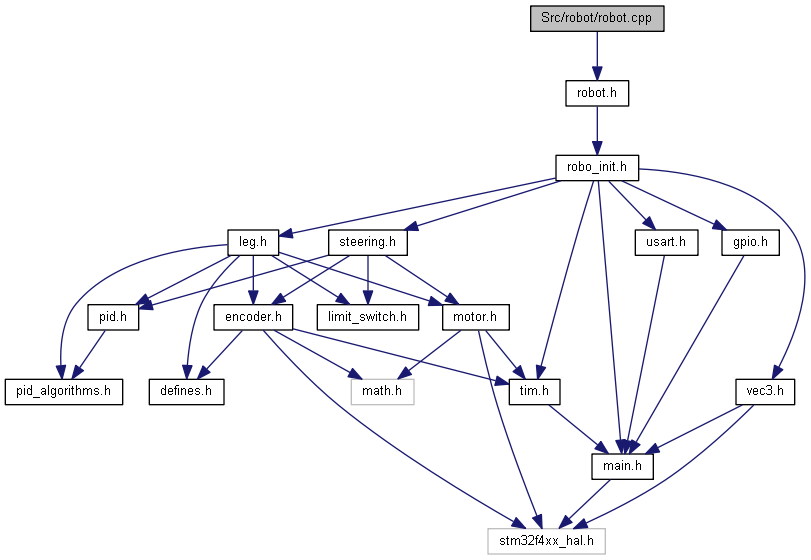 Src/robot/robot.cpp
robot.h
robo_init.h
leg.h
steering.h
usart.h
gpio.h
pid.h
encoder.h
limit_switch.h
motor.h
pid_algorithms.h
defines.h
math.h
tim.h
vec3.h
main.h
stm32f4xx_hal.h